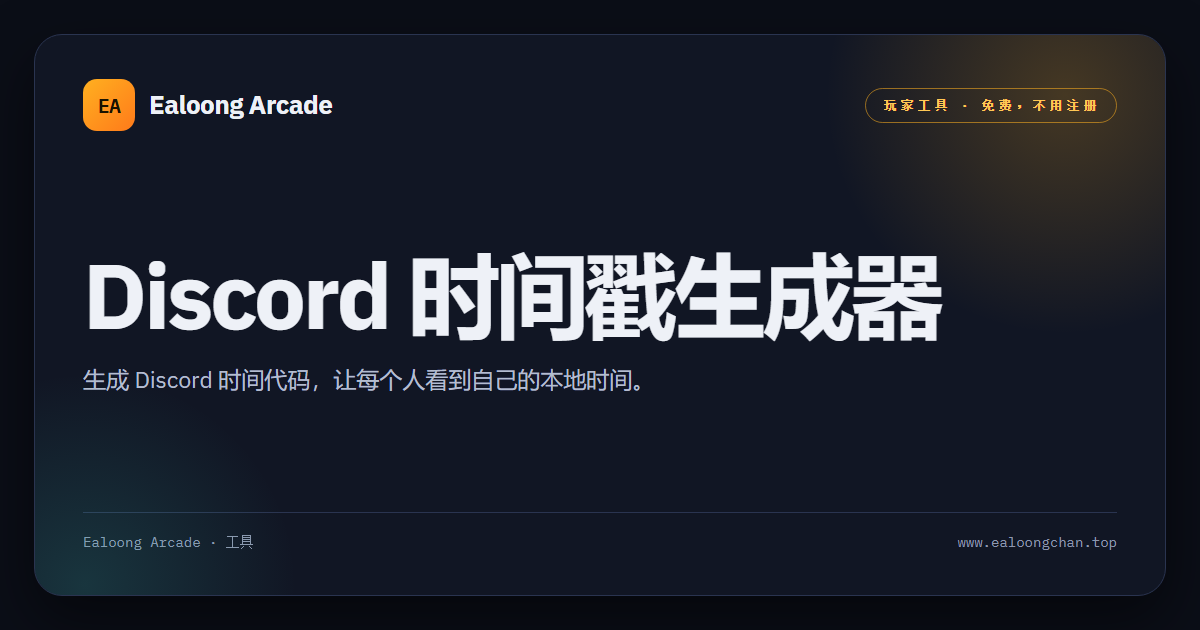 EA
Ealoong Arcade
玩家工具 · 免费，不用注册
Discord 时间戳生成器
生成 Discord 时间代码，让每个人看到自己的本地时间。
Ealoong Arcade · 工具
www.ealoongchan.top